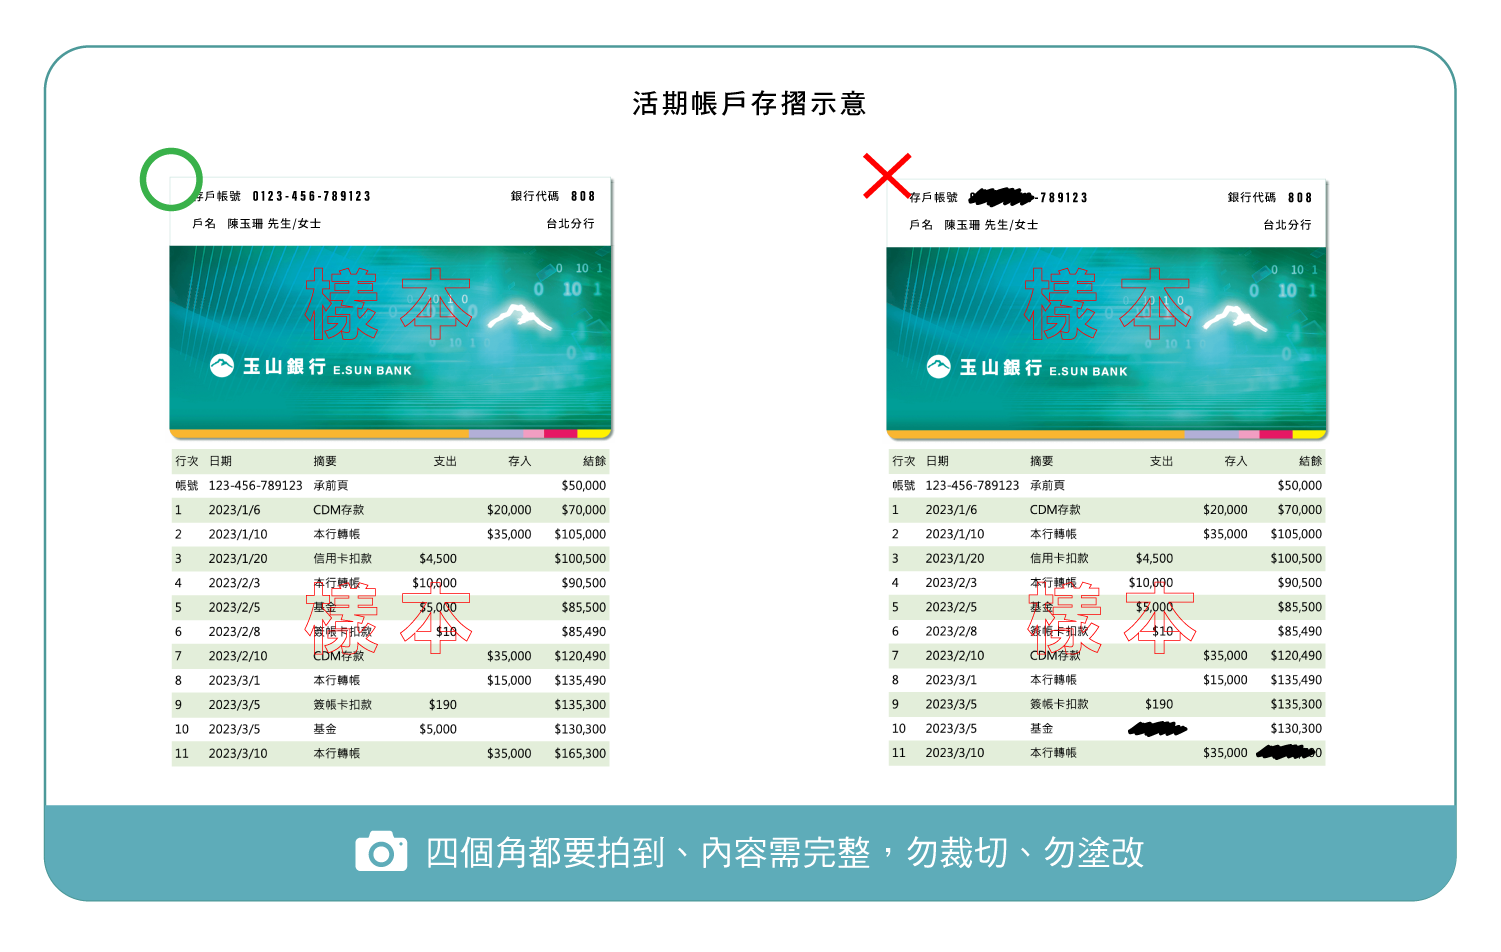 活期帳戶存摺示意
存戶帳號 0123-456-789123 銀行代碼 808
戶名 陳玉珊 先生/女士 台北分行
樣本
0 10 1
0 10 1
0 10 1 0
0 10 1 0
0
玉山銀行 E.SUN BANK
行次 日期 摘要 支出 存入 結餘
帳號 123-456-789123 承前頁 $50,000
1 2023/1/6 CDM存款 $20,000 $70,000
2 2023/1/10 本行轉帳 $35,000 $105,000
3 2023/1/20 信用卡扣款 $4,500 $100,500
4 2023/2/3 本行轉帳 $10,000 $90,500
5 2023/2/5 基金 $5,000 $85,500
6 2023/2/8 簽帳卡扣款 $10 $85,490
樣本
7 2023/2/10 CDM存款 $35,000 $120,490
8 2023/3/1 本行轉帳 $15,000 $135,490
9 2023/3/5 簽帳卡扣款 $190 $135,300
10 2023/3/5 基金 $5,000 $130,300
11 2023/3/10 本行轉帳 $35,000 $165,300
存戶帳號 -789123 銀行代碼 808
戶名 陳玉珊 先生/女士 台北分行
樣本
0 10 1
0 10 1
0 10 1 0
0 10 1 0
0
玉山銀行 E.SUN BANK
行次 日期 摘要 支出 存入 結餘
帳號 123-456-789123 承前頁 $50,000
1 2023/1/6 CDM存款 $20,000 $70,000
2 2023/1/10 本行轉帳 $35,000 $105,000
3 2023/1/20 信用卡扣款 $4,500 $100,500
4 2023/2/3 本行轉帳 $10,000 $90,500
5 2023/2/5 基金 $5,000 $85,500
6 2023/2/8 簽帳卡扣款 $10 $85,490
樣本
7 2023/2/10 CDM存款 $35,000 $120,490
8 2023/3/1 本行轉帳 $15,000 $135,490
9 2023/3/5 簽帳卡扣款 $190 $135,300
10 2023/3/5 基金 $130,300
11 2023/3/10 本行轉帳 $35,000
四個角都要拍到、內容需完整，勿裁切、勿塗改